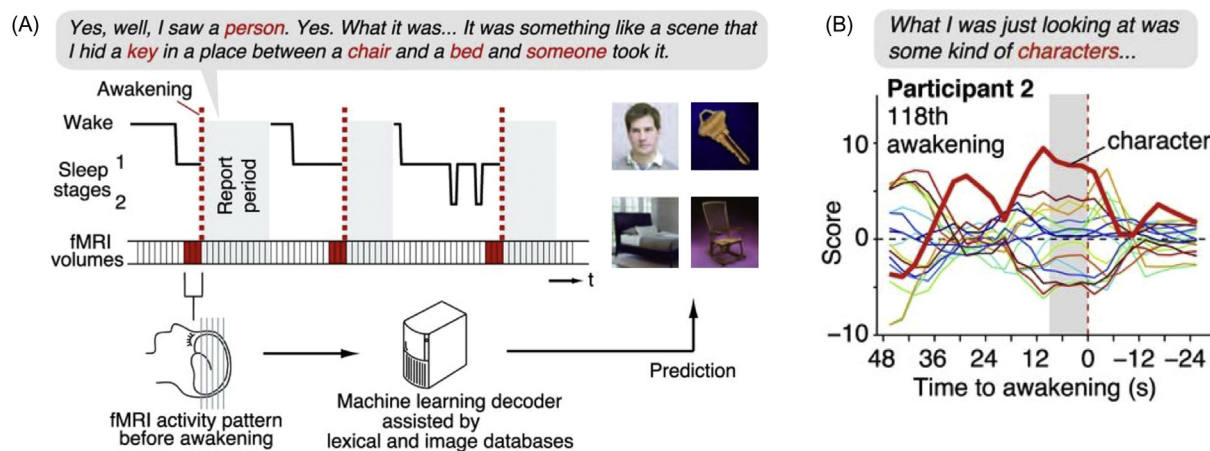 (A)
Yes, well, I saw a person. Yes. What it was... It was something like a scene that
I hid a key in a place between a chair and a bed and someone took it.
Awakening
Wake
Sleep
stages
1
2
Report
period
fMRI
volumes
t
fMRI activity pattern
before awakening
Machine learning decoder
assisted by
lexical and image databases
Prediction
(B)
What I was just looking at was
some kind of characters...
Participant 2
118th
awakening
character
Score
10
0
−10
48 36 24 12 0 −12 −24
Time to awakening (s)